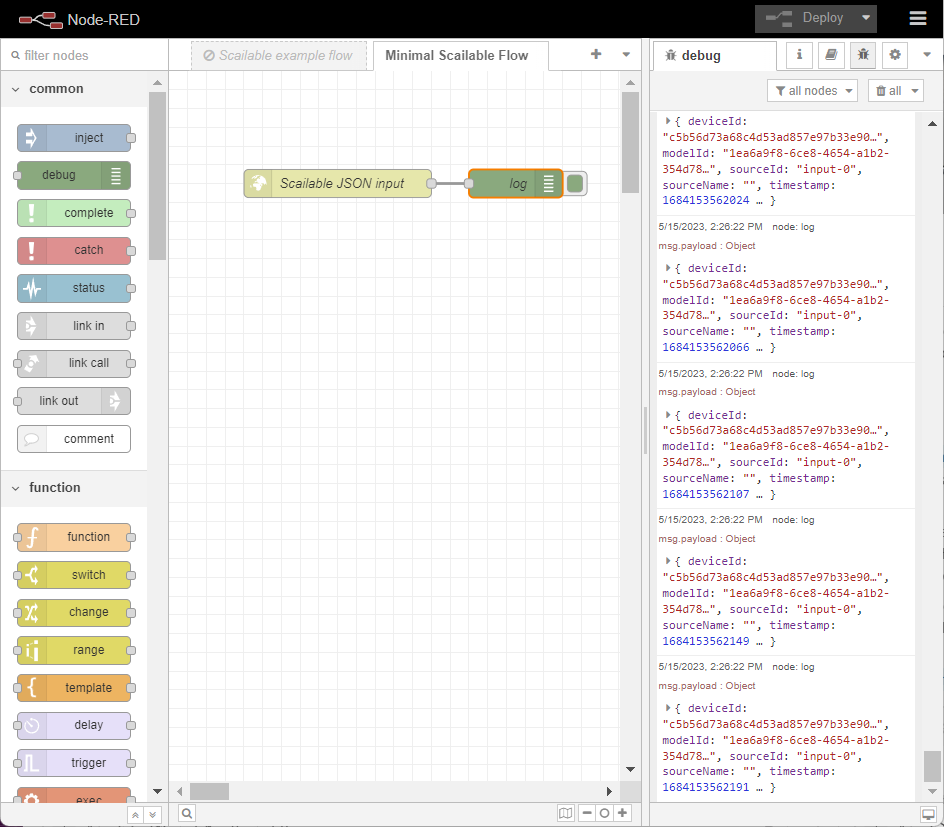 Node-RED
Deploy
filter nodes
Scailable example flow
Minimal Scailable Flow
debug
i
all nodes
all
common
inject
debug
complete
catch
status
link in
link call
link out
comment
function
function
switch
change
range
template
delay
trigger
exec
Scailable JSON input
log
{ deviceId:
"c5b56d73a68c4d53ad857e97b33e90…",
modelId: "1ea6a9f8-6ce8-4654-a1b2-
354d78…", sourceId: "input-0",
sourceName: "", timestamp:
1684153562024 … }
5/15/2023, 2:26:22 PM node: log
msg.payload : Object
{ deviceId:
"c5b56d73a68c4d53ad857e97b33e90…",
modelId: "1ea6a9f8-6ce8-4654-a1b2-
354d78…", sourceId: "input-0",
sourceName: "", timestamp:
1684153562066 … }
5/15/2023, 2:26:22 PM node: log
msg.payload : Object
{ deviceId:
"c5b56d73a68c4d53ad857e97b33e90…",
modelId: "1ea6a9f8-6ce8-4654-a1b2-
354d78…", sourceId: "input-0",
sourceName: "", timestamp:
1684153562107 … }
5/15/2023, 2:26:22 PM node: log
msg.payload : Object
{ deviceId:
"c5b56d73a68c4d53ad857e97b33e90…",
modelId: "1ea6a9f8-6ce8-4654-a1b2-
354d78…", sourceId: "input-0",
sourceName: "", timestamp:
1684153562149 … }
5/15/2023, 2:26:22 PM node: log
msg.payload : Object
{ deviceId:
"c5b56d73a68c4d53ad857e97b33e90…",
modelId: "1ea6a9f8-6ce8-4654-a1b2-
354d78…", sourceId: "input-0",
sourceName: "", timestamp:
1684153562191 … }